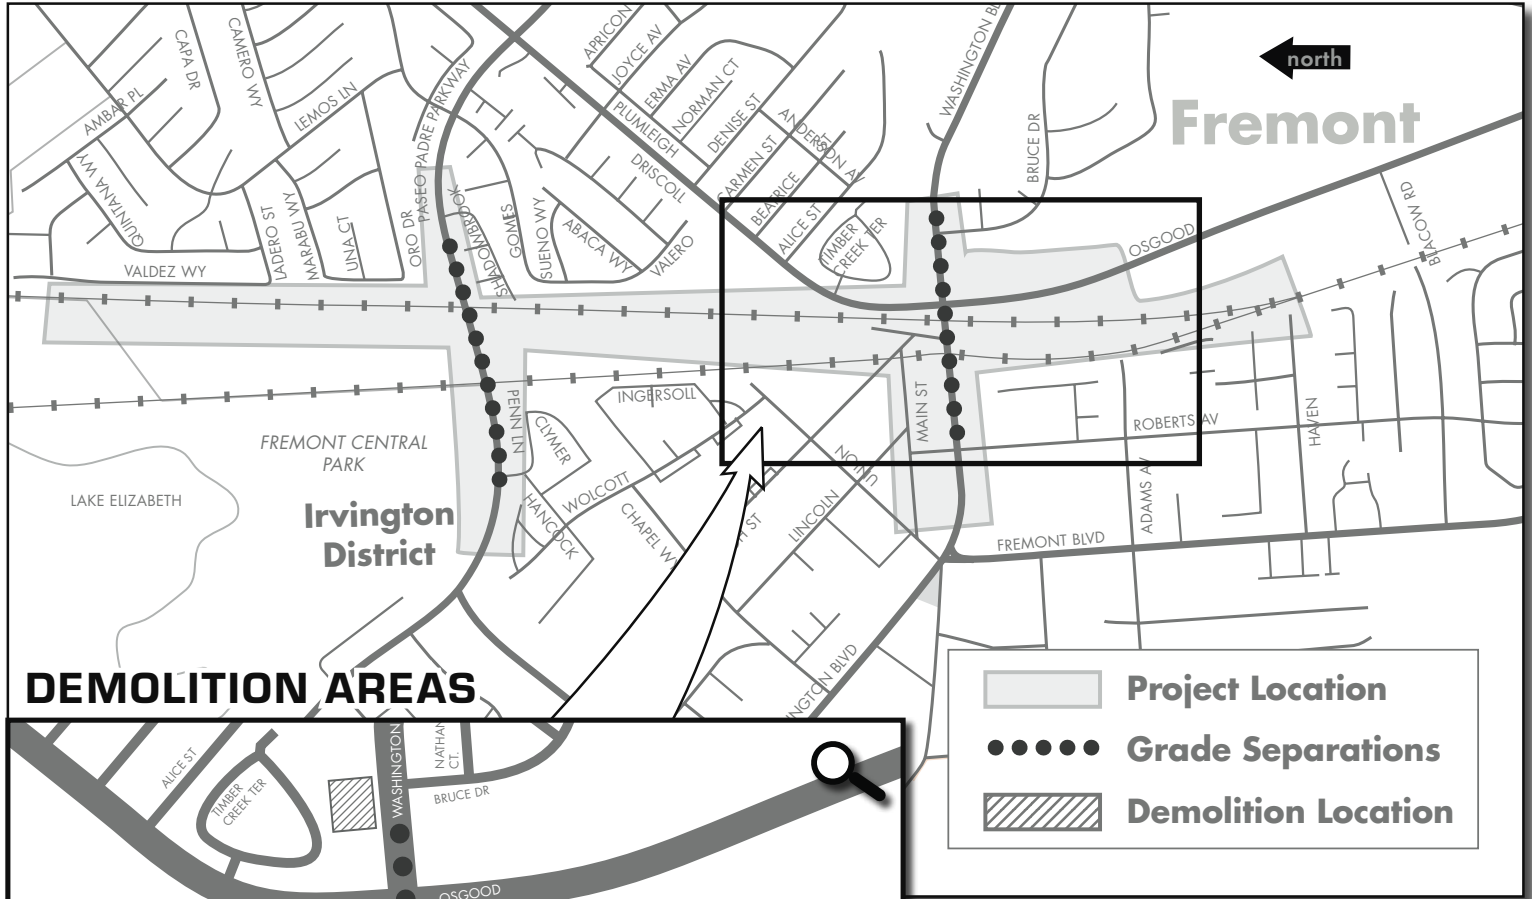 north
Fremont
CAPA DR
CAMERO WY
AMBAR PL
LEMOS LN
PASEO PADRE PARKWAY
QUINTANA WY
VALDEZ WY
LADERO ST
MARABU WY
UNA CT
ORO DR
SHADOWBROOK
GOMES
SUENO WY
ABACA WY
VALERO
APRICON
JOYCE AV
ERMA AV
NORMAN CT
PLUMLEIGH
DRISCOLL
DENISE ST
CARMEN ST
BEATRICE
ALICE ST
ANDERSON AV
ST
TIMBER
CREEK TER
WASHINGTON BL
BRUCE DR
OSGOOD
BLACOW RD
MAIN ST
ROBERTS AV
HAVEN
ADAMS AV
FREMONT BLVD
UNION
LINCOLN
H ST
INGERSOLL
PENN LN
CLYMER
WOLCOTT
HANCOCK
CHAPEL W
INGTON BLVD
FREMONT CENTRAL
PARK
LAKE ELIZABETH
Irvington
District
DEMOLITION AREAS
ALICE ST
TIMBER
CREEK TER
WASHINGTON
NATHAN
CT.
BRUCE DR
OSGOOD
Project Location
Grade Separations
Demolition Location